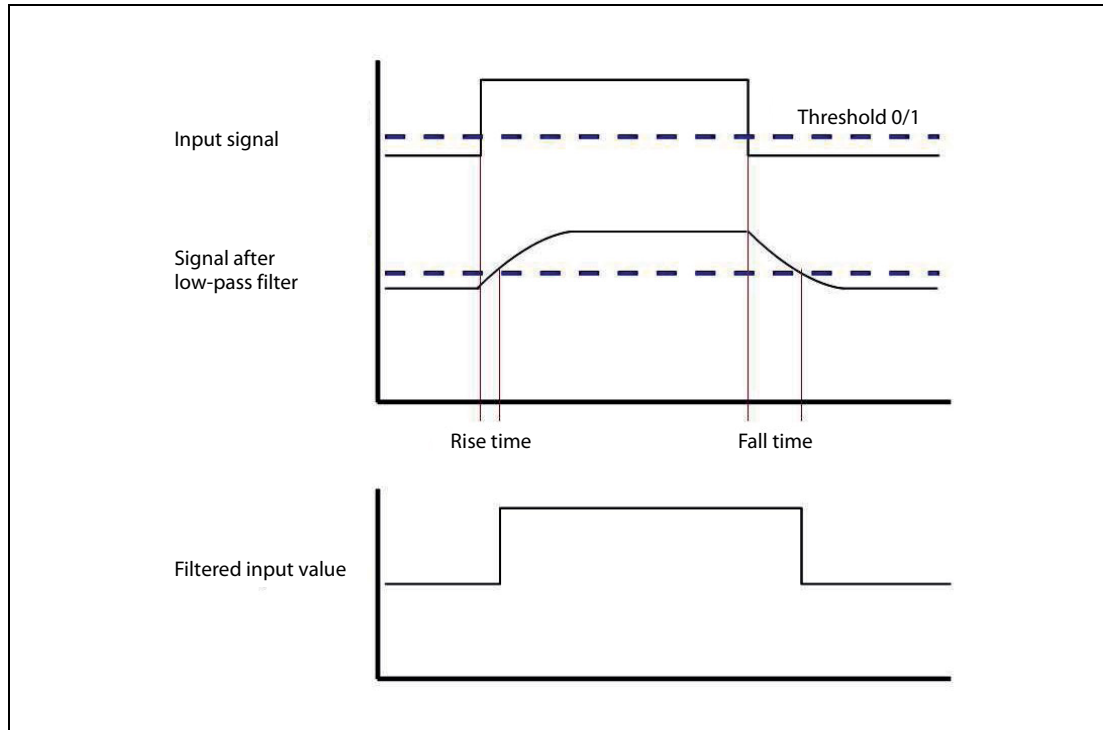 Threshold 0/1
Input signal
Signal after
low-pass filter
Rise time
Fall time
Filtered input value